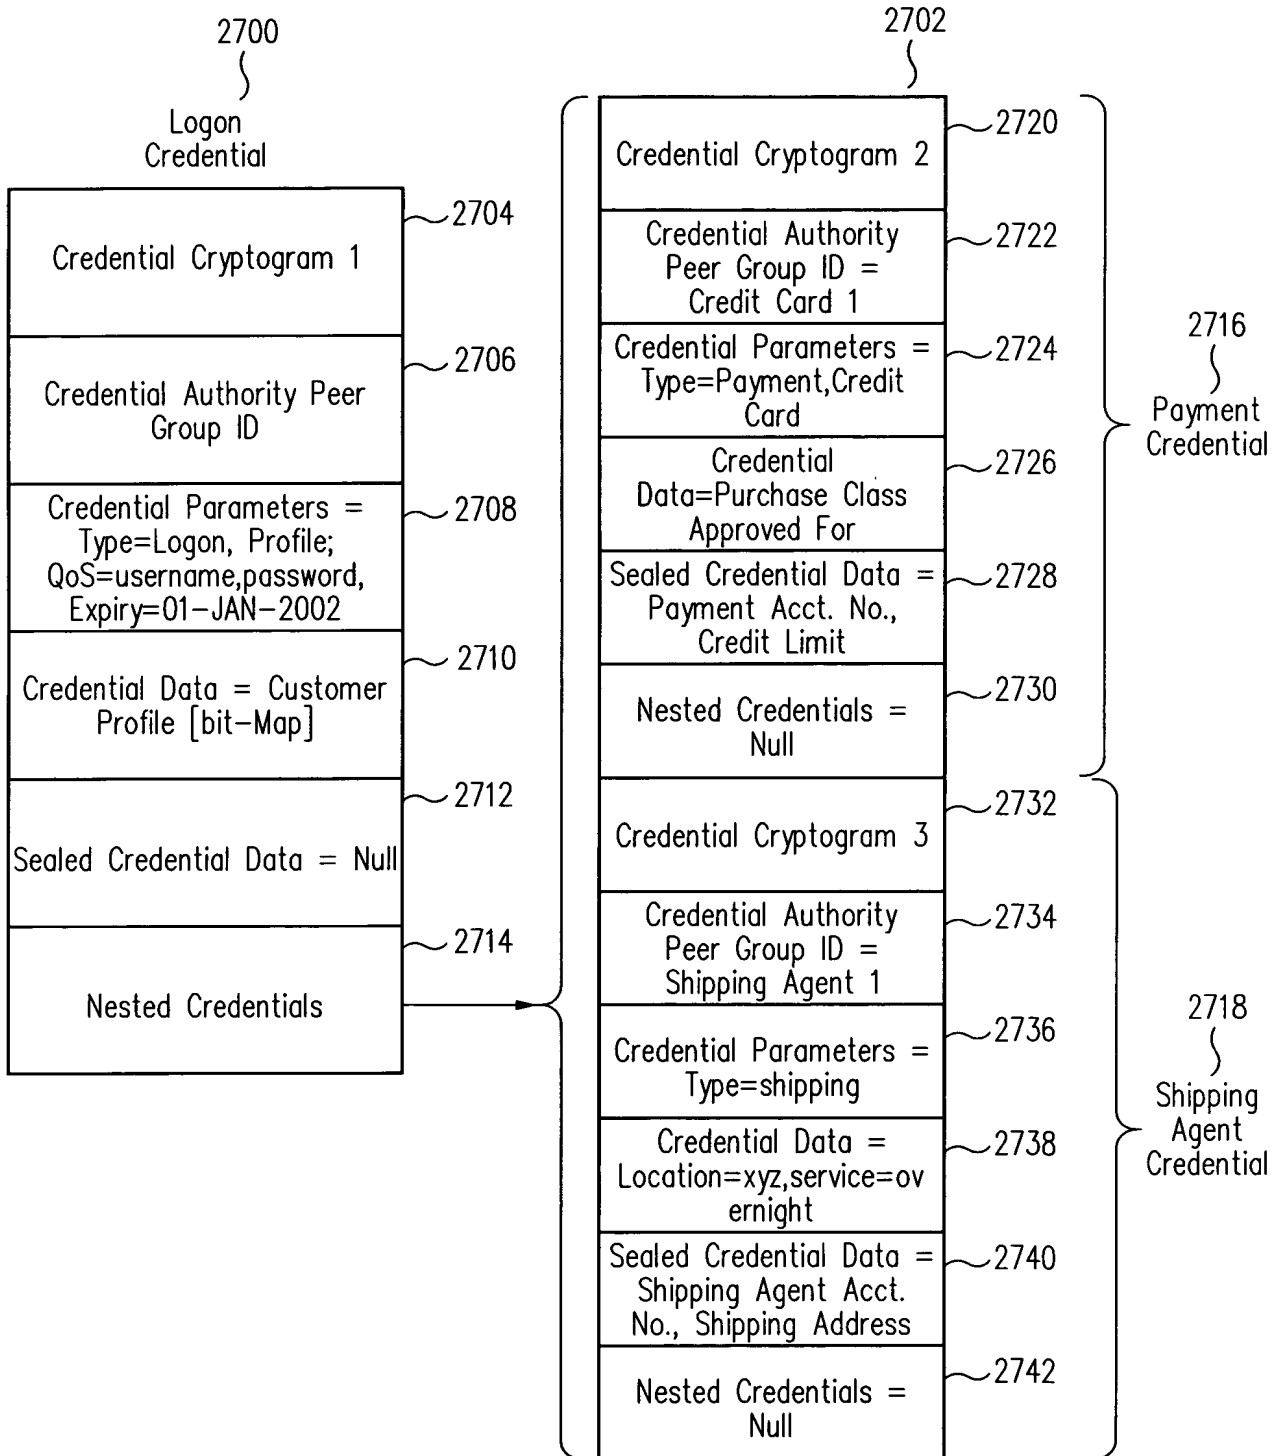 2700
Logon
Credential
Credential Cryptogram 1
2704
Credential Authority Peer
Group ID
2706
Credential Parameters =
Type=Logon, Profile;
QoS=username,password,
Expiry=01-JAN-2002
2708
Credential Data = Customer
Profile [bit-Map]
2710
Sealed Credential Data = Null
2712
Nested Credentials
2714
2702
Credential Cryptogram 2
2720
Credential Authority
Peer Group ID =
Credit Card 1
2722
Credential Parameters =
Type=Payment,Credit
Card
2724
Credential
Data=Purchase Class
Approved For
2726
Sealed Credential Data =
Payment Acct. No.,
Credit Limit
2728
Nested Credentials =
Null
2730
2716
Payment
Credential
Credential Cryptogram 3
2732
Credential Authority
Peer Group ID =
Shipping Agent 1
2734
Credential Parameters =
Type=shipping
2736
Credential Data =
Location=xyz,service=ov
ernight
2738
Sealed Credential Data =
Shipping Agent Acct.
No., Shipping Address
2740
Nested Credentials =
Null
2742
2718
Shipping
Agent
Credential